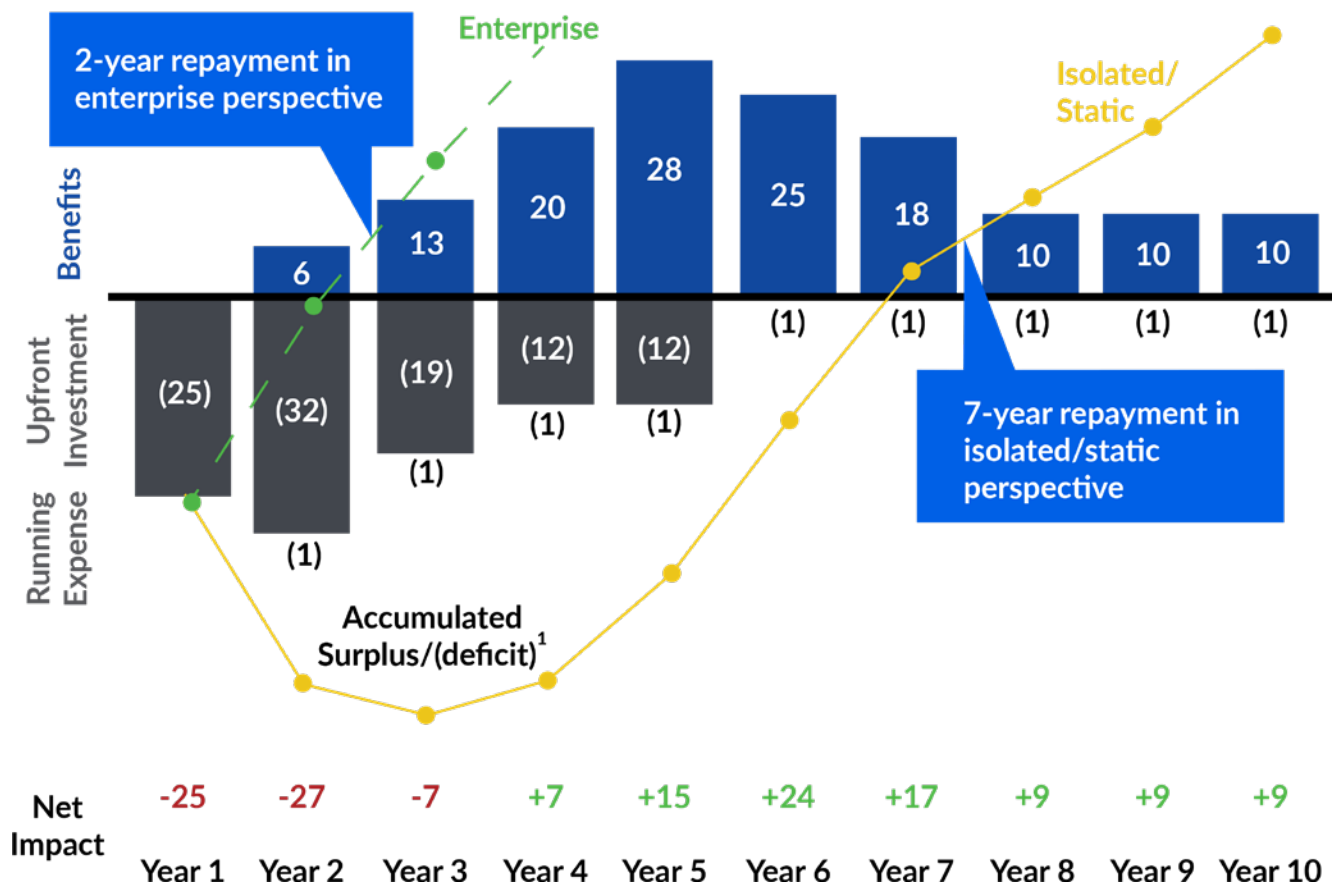 Enterprise
2-year repayment in
enterprise perspective
Isolated/
Static
Benefits
Upfront
Investment
Running
Expense
6
13
20
28
25
18
10
10
10
(25)
(32)
(19)
(12)
(12)
(1)
(1)
(1)
(1)
(1)
(1)
(1)
(1)
(1)
7-year repayment in
isolated/static
perspective
Accumulated
Surplus/(deficit)¹
Net
Impact
-25
-27
-7
+7
+15
+24
+17
+9
+9
+9
Year 1
Year 2
Year 3
Year 4
Year 5
Year 6
Year 7
Year 8
Year 9
Year 10